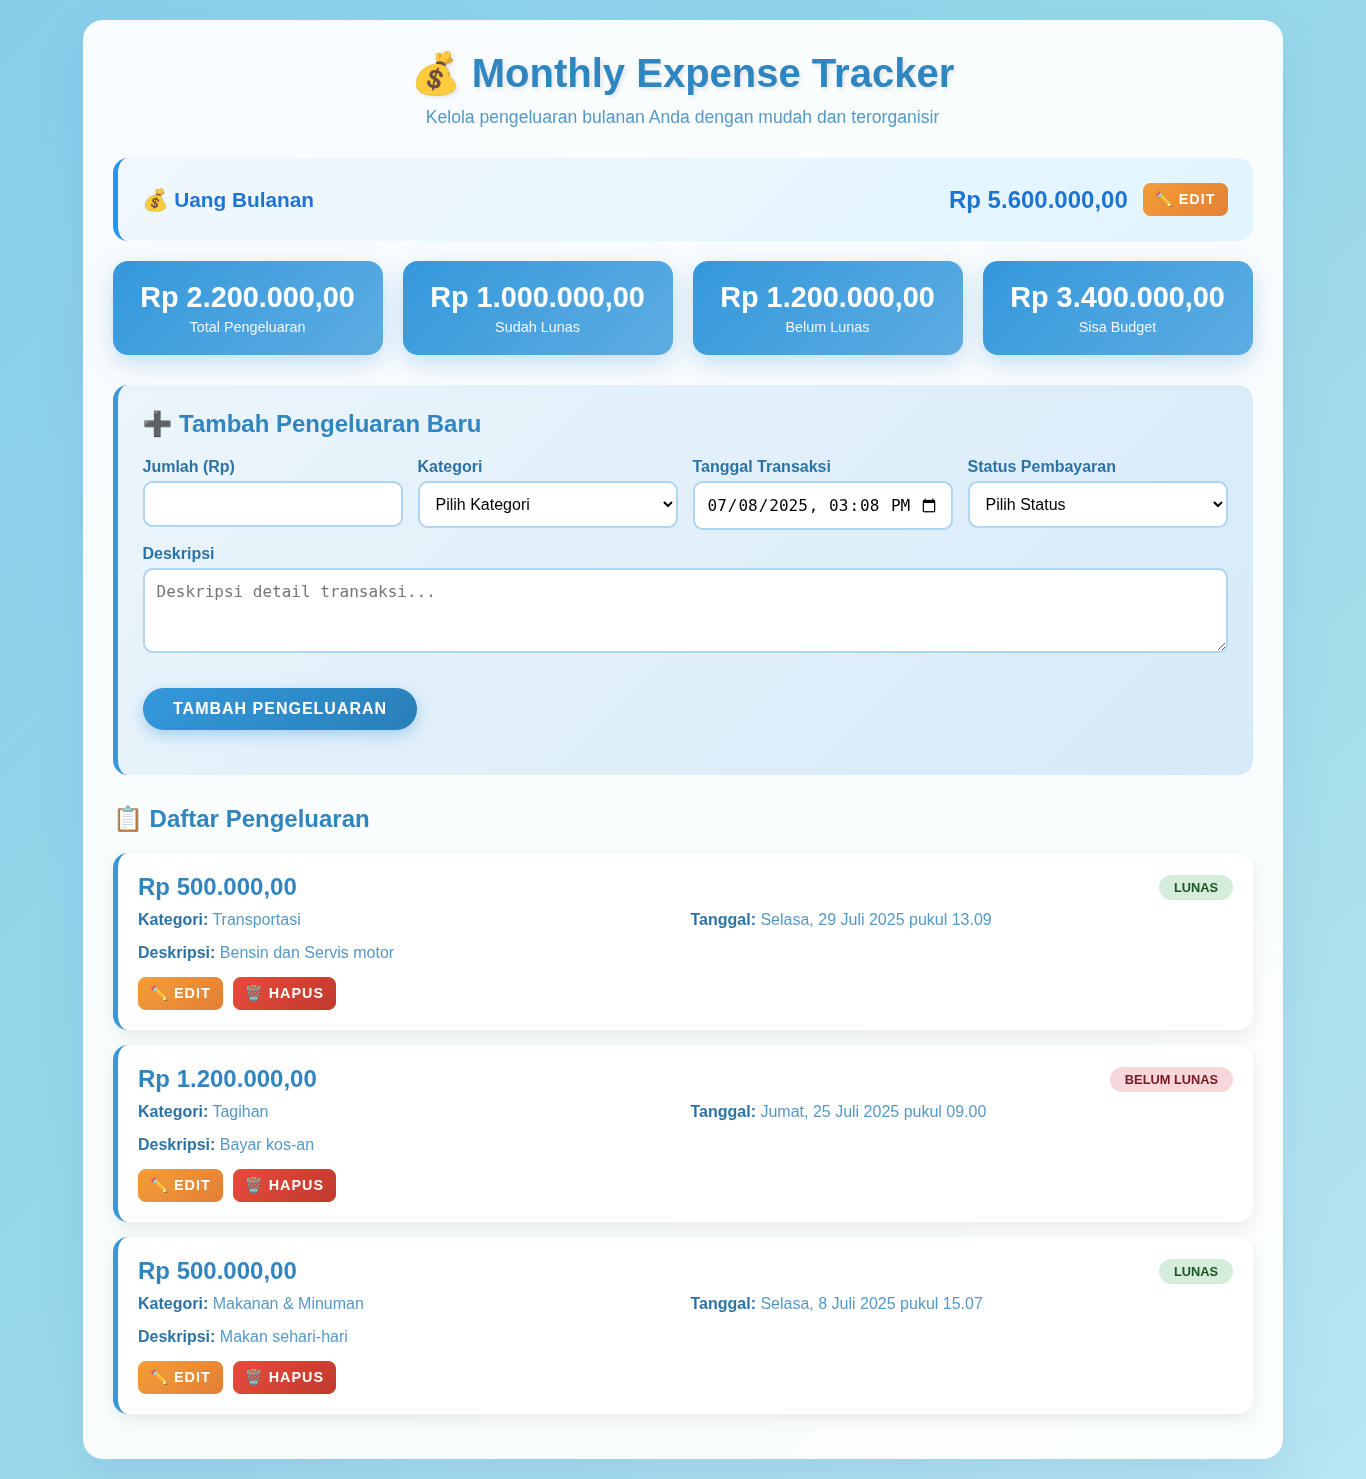 💰 Monthly Expense Tracker
Kelola pengeluaran bulanan Anda dengan mudah dan terorganisir
💰 Uang Bulanan Rp 5.600.000,00 ✏️ EDIT
Rp 2.200.000,00 Rp 1.000.000,00 Rp 1.200.000,00 Rp 3.400.000,00
Total Pengeluaran Sudah Lunas Belum Lunas Sisa Budget
➕ Tambah Pengeluaran Baru
Jumlah (Rp) Kategori Tanggal Transaksi Status Pembayaran
Pilih Kategori 07/08/2025, 03:08 PM Pilih Status
Deskripsi
Deskripsi detail transaksi...
TAMBAH PENGELUARAN
📋 Daftar Pengeluaran
Rp 500.000,00 LUNAS
Kategori: Transportasi Tanggal: Selasa, 29 Juli 2025 pukul 13.09
Deskripsi: Bensin dan Servis motor
✏️ EDIT 🗑️ HAPUS
Rp 1.200.000,00 BELUM LUNAS
Kategori: Tagihan Tanggal: Jumat, 25 Juli 2025 pukul 09.00
Deskripsi: Bayar kos-an
✏️ EDIT 🗑️ HAPUS
Rp 500.000,00 LUNAS
Kategori: Makanan & Minuman Tanggal: Selasa, 8 Juli 2025 pukul 15.07
Deskripsi: Makan sehari-hari
✏️ EDIT 🗑️ HAPUS